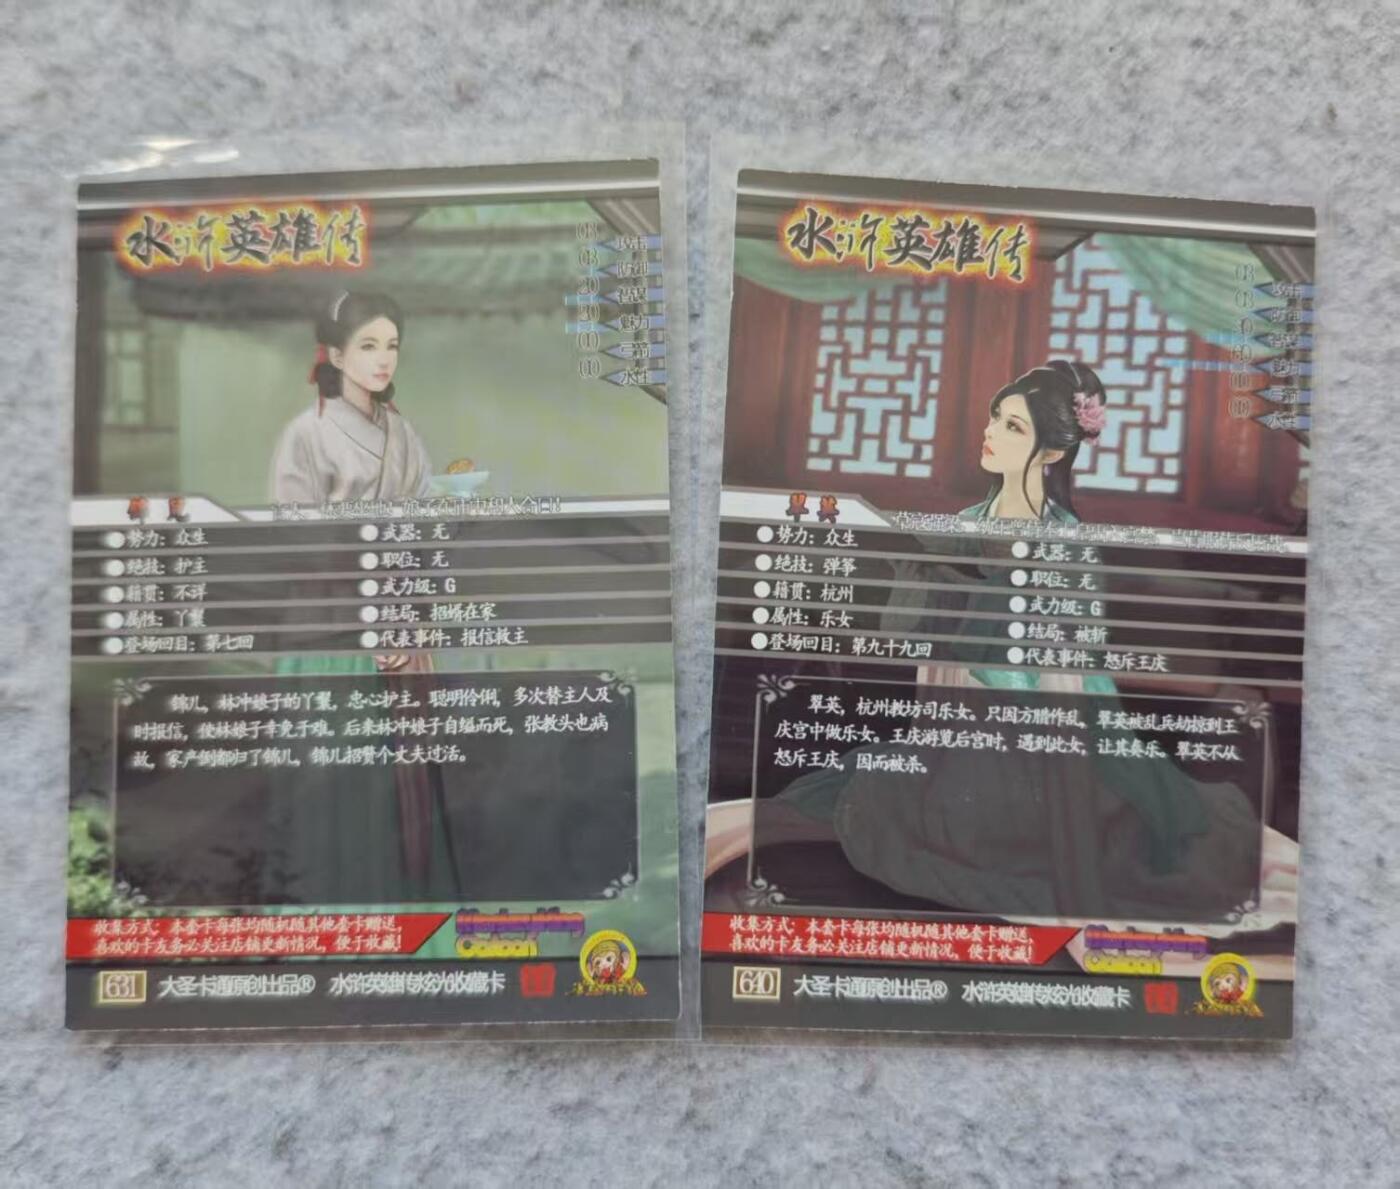 水浒英雄传
攻击
防御
智谋
魅力
弓箭
水性
锦儿
势力：众生
武器：无
绝技：护主
职位：无
籍贯：不详
武力级：G
属性：丫鬟
结局：招婿在家
登场回目：第七回
代表事件：报信救主
锦儿，林冲娘子的丫鬟，忠心护主。聪明伶俐，多次替主人及
时报信，使林娘子幸免于难。后来林冲娘子自缢而死，张教头也病
故，家产倒都归了锦儿，锦儿招赘个丈夫过活。
收集方式：本套卡每张均随机随其他套卡赠送，
喜欢的卡友务必关注店铺更新情况，便于收藏！
631
大圣卡通原创出品® 水浒英雄传炫光收藏卡
水浒英雄传
攻击
防御
智谋
魅力
弓箭
水性
翠英
势力：众生
武器：无
绝技：弹筝
职位：无
籍贯：杭州
武力级：G
属性：乐女
结局：被斩
登场回目：第九十九回
代表事件：怒斥王庆
翠英，杭州教坊司乐女。只因方腊作乱，翠英被乱兵劫掠到王
庆宫中做乐女。王庆游览后宫时，遇到此女，让其奏乐。翠英不从
怒斥王庆，因而被杀。
收集方式：本套卡每张均随机随其他套卡赠送，
喜欢的卡友务必关注店铺更新情况，便于收藏！
640
大圣卡通原创出品® 水浒英雄传炫光收藏卡